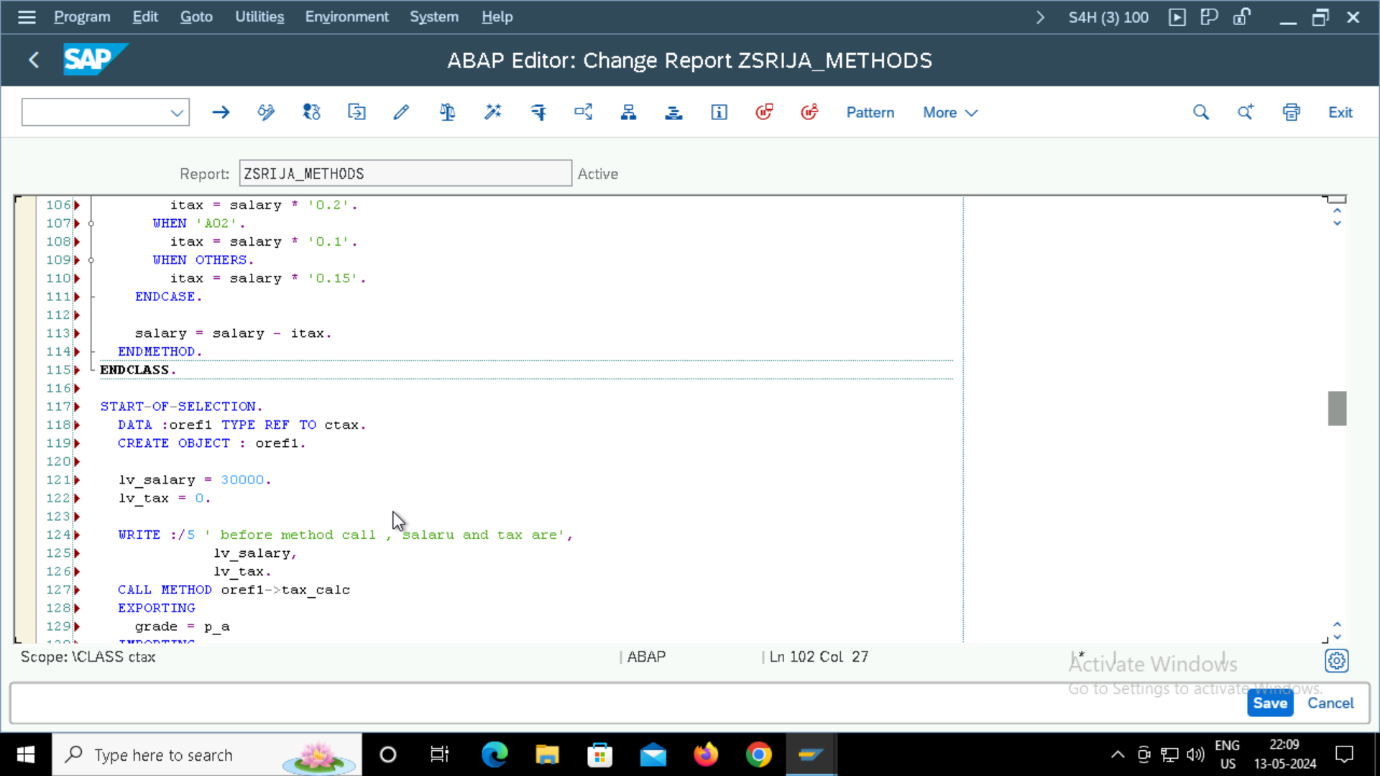 Program Edit Goto Utilities Environment System Help S4H (3) 100
SAP ABAP Editor: Change Report ZSRIJA_METHODS
Pattern More Exit
Report: ZSRIJA_METHODS Active
106 itax = salary * '0.2'.
107 WHEN 'A02'.
108 itax = salary * '0.1'.
109 WHEN OTHERS.
110 itax = salary * '0.15'.
111 ENDCASE.
112
113 salary = salary - itax.
114 ENDMETHOD.
115 ENDCLASS.
116
117 START-OF-SELECTION.
118 DATA :oref1 TYPE REF TO ctax.
119 CREATE OBJECT : oref1.
120
121 lv_salary = 30000.
122 lv_tax = 0.
123
124 WRITE :/5 ' before method call , salaru and tax are',
125 lv_salary,
126 lv_tax.
127 CALL METHOD oref1->tax_calc
128 EXPORTING
129 grade = p_a
Scope: \CLASS ctax | ABAP | Ln 102 Col 27 | * | |
Activate Windows
Go to Settings to activate Windows.
Save Cancel
Type here to search
ENG
US
22:09
13-05-2024